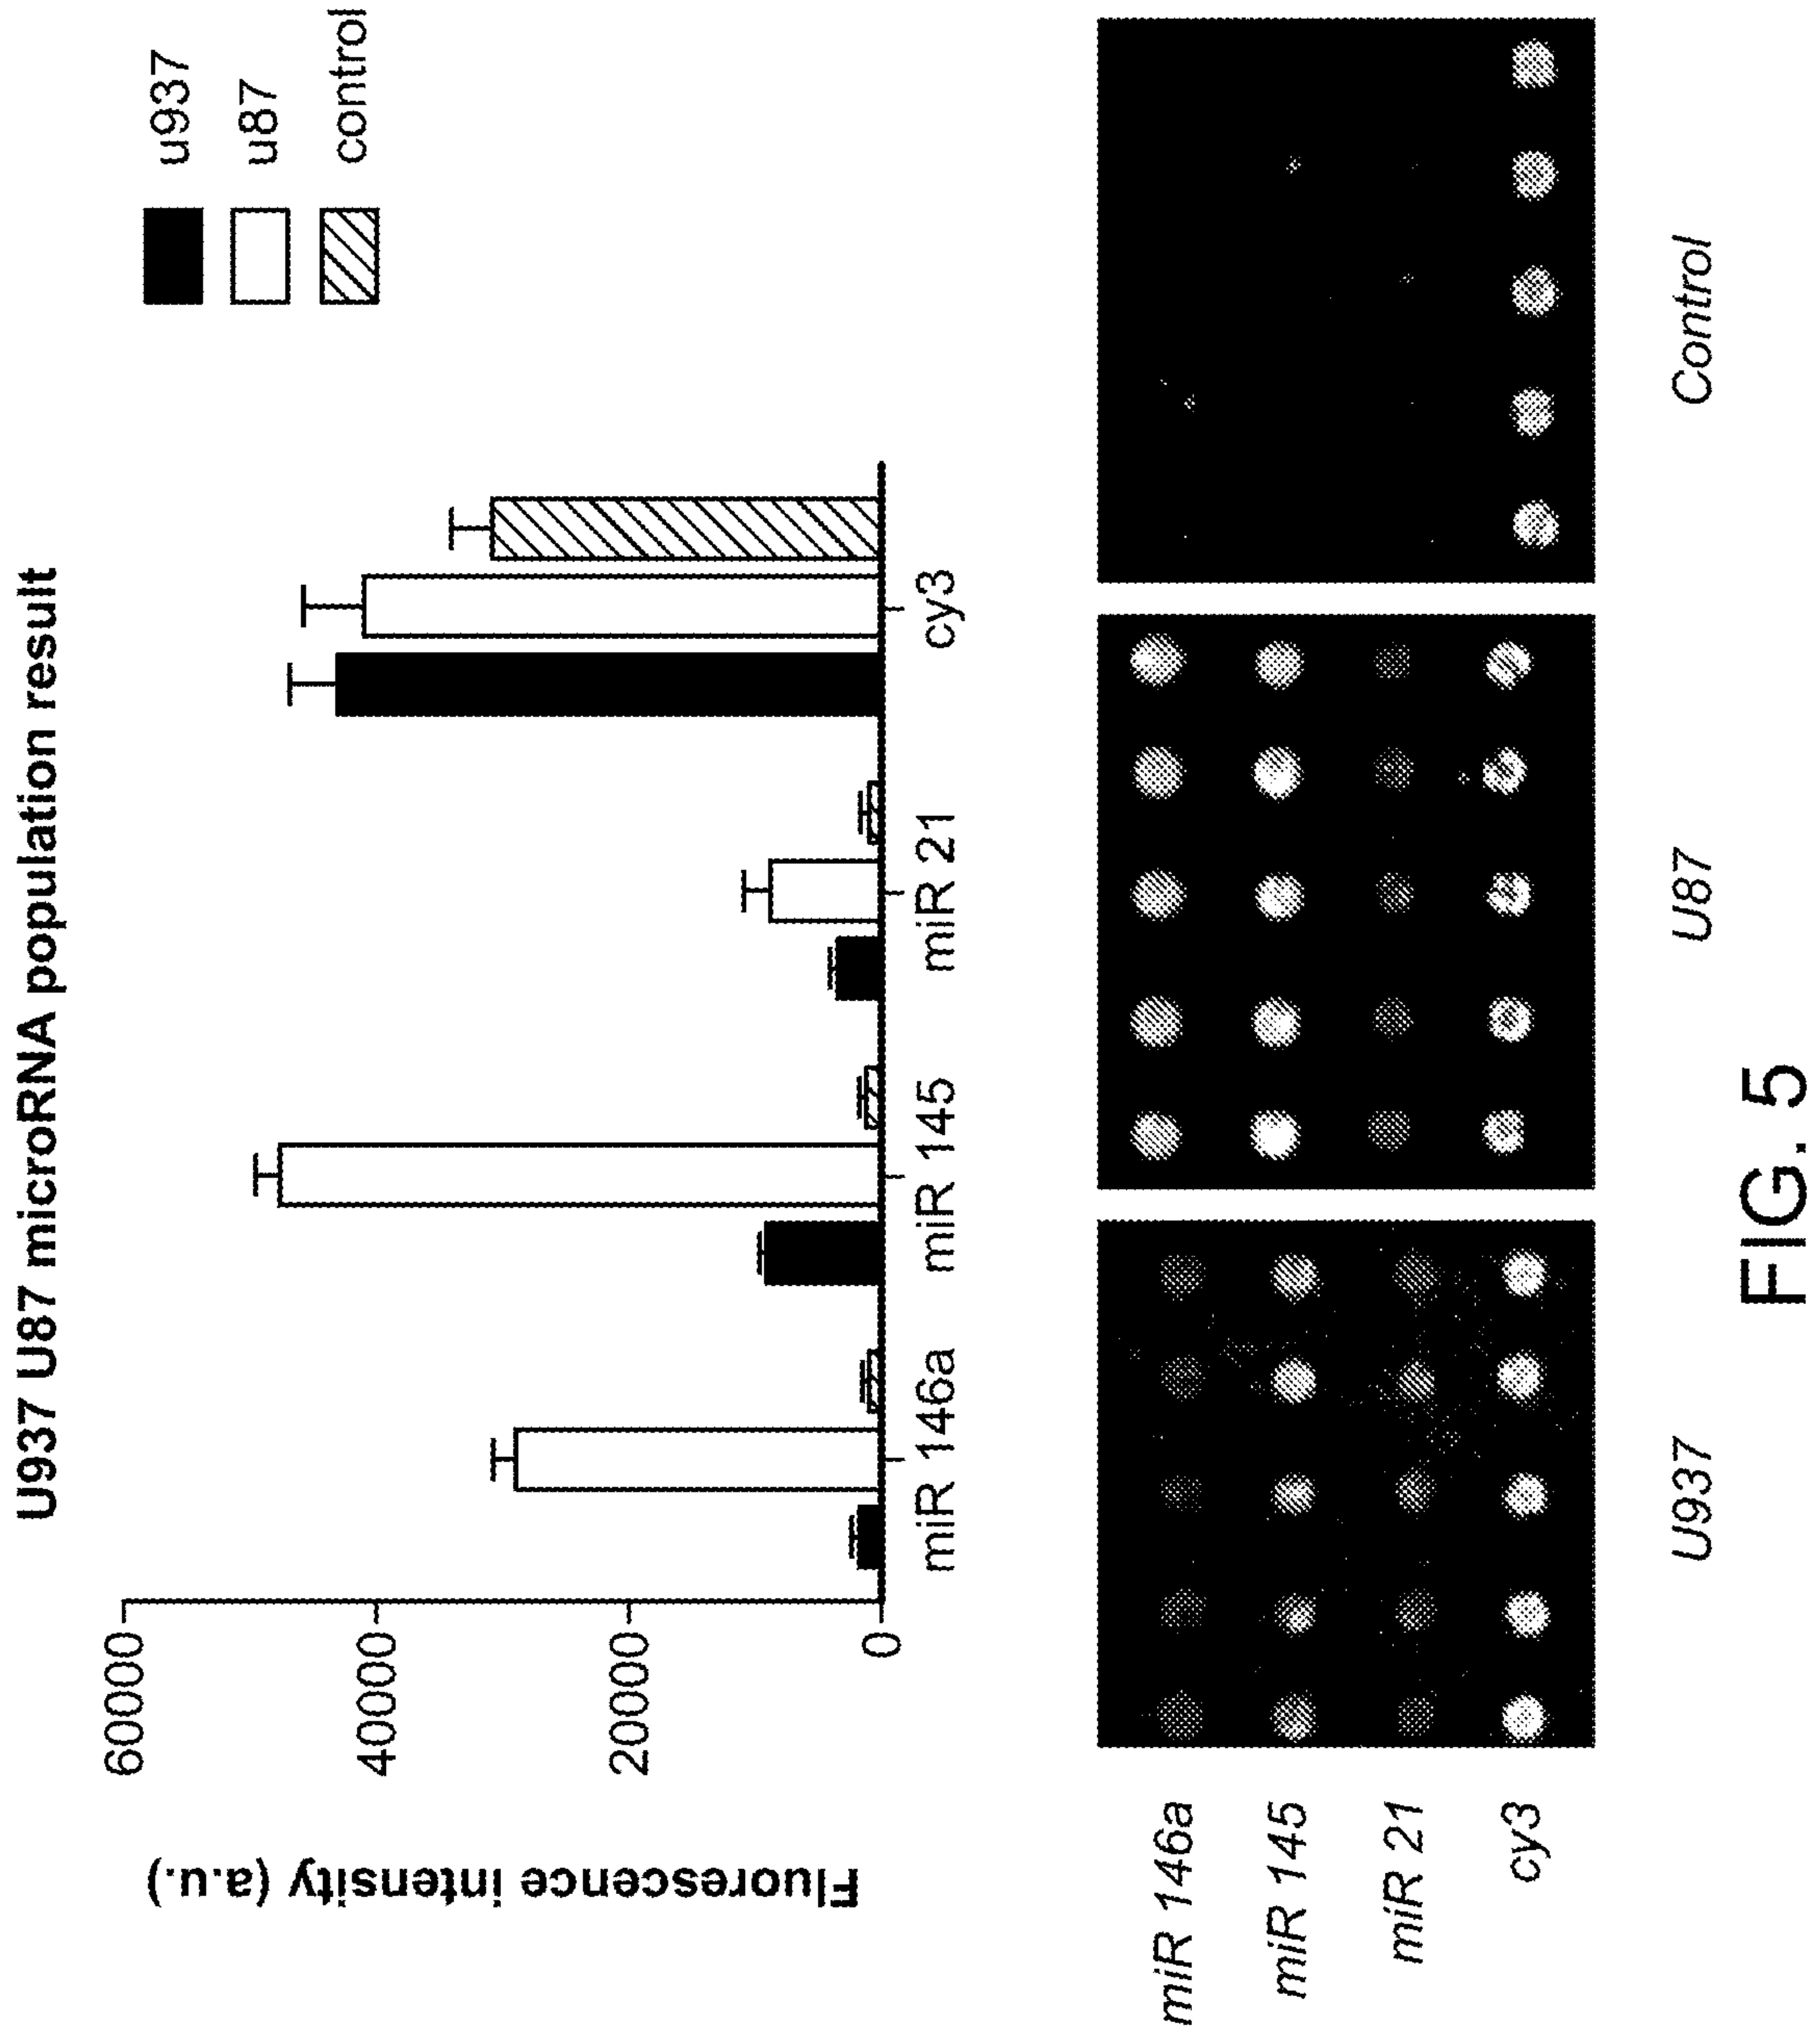 U937 U87 microRNA population result
u937
u87
control
Fluorescence intensity (a.u.)
60000
40000
20000
0
miR 146a
miR 145
miR 21
cy3
miR 146a
miR 145
miR 21
cy3
U937
U87
Control
FIG. 5